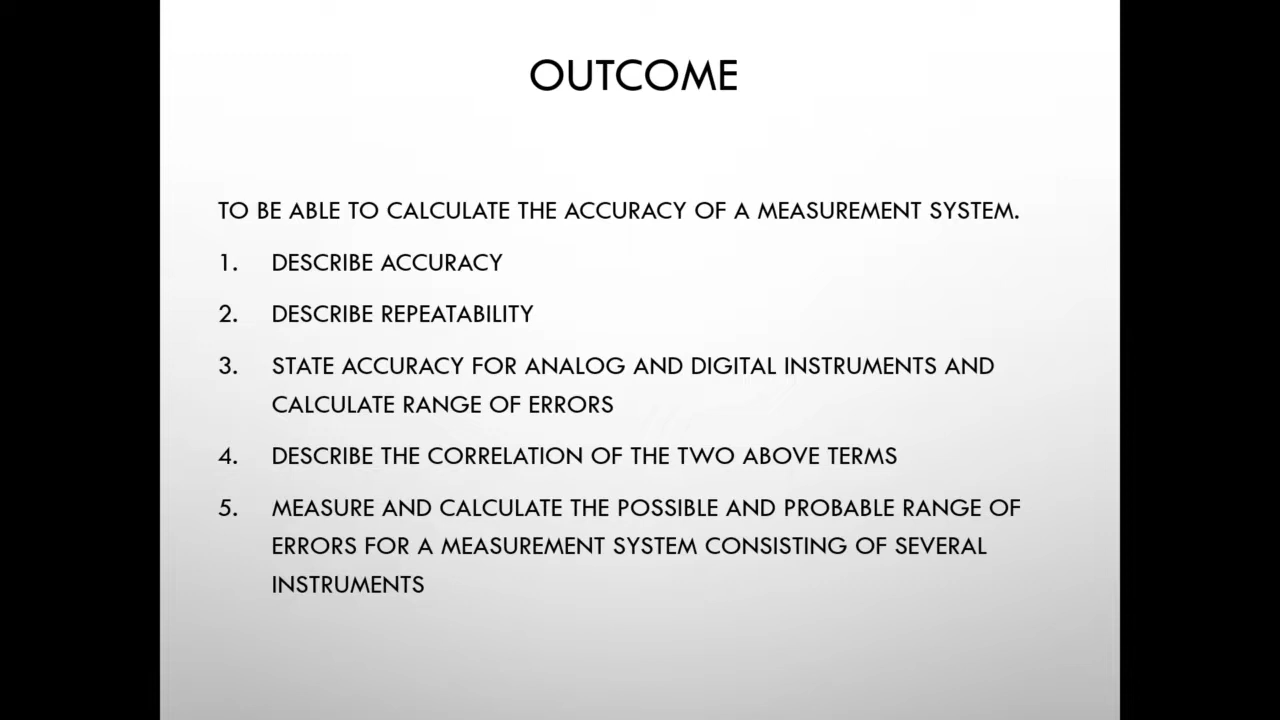 OUTCOME
TO BE ABLE TO CALCULATE THE ACCURACY OF A MEASUREMENT SYSTEM.
1. DESCRIBE ACCURACY
2. DESCRIBE REPEATABILITY
3. STATE ACCURACY FOR ANALOG AND DIGITAL INSTRUMENTS AND
CALCULATE RANGE OF ERRORS
4. DESCRIBE THE CORRELATION OF THE TWO ABOVE TERMS
5. MEASURE AND CALCULATE THE POSSIBLE AND PROBABLE RANGE OF
ERRORS FOR A MEASUREMENT SYSTEM CONSISTING OF SEVERAL
INSTRUMENTS